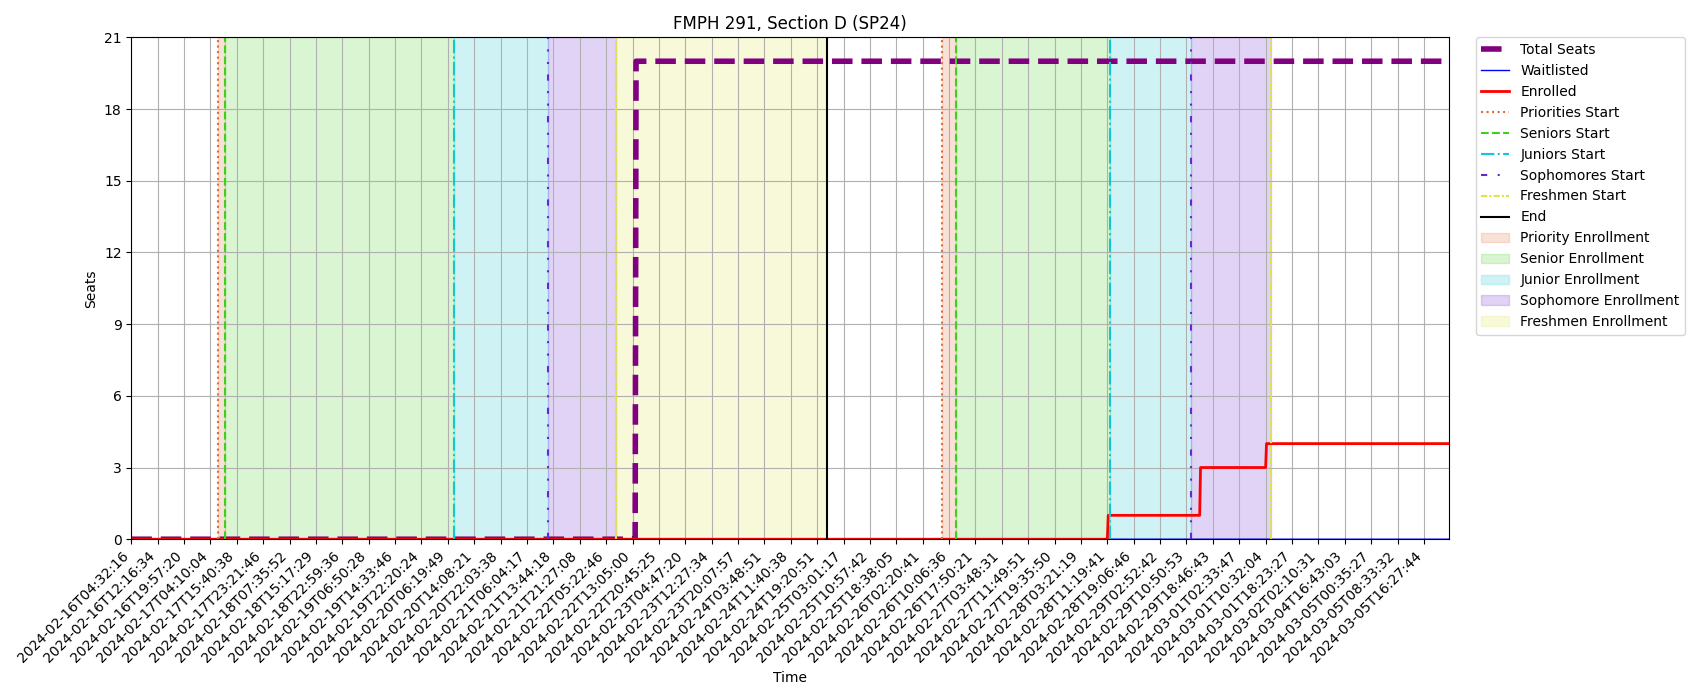 FMPH 291, Section D (SP24)
21
18
15
12
9
6
3
0
Seats
2024-02-16T04:32:16
2024-02-16T12:16:34
2024-02-16T19:57:20
2024-02-17T04:10:04
2024-02-17T15:40:38
2024-02-17T23:21:46
2024-02-18T07:35:52
2024-02-18T15:17:29
2024-02-18T22:59:36
2024-02-19T06:50:28
2024-02-19T14:33:46
2024-02-19T22:20:24
2024-02-20T06:19:49
2024-02-20T14:08:21
2024-02-20T22:03:38
2024-02-21T06:04:17
2024-02-21T13:44:18
2024-02-21T21:27:08
2024-02-22T05:22:46
2024-02-22T13:05:00
2024-02-22T20:45:25
2024-02-23T04:47:20
2024-02-23T12:27:34
2024-02-23T20:07:57
2024-02-24T03:48:51
2024-02-24T11:40:38
2024-02-24T19:20:51
2024-02-25T03:01:17
2024-02-25T10:57:42
2024-02-25T18:38:05
2024-02-26T02:20:41
2024-02-26T10:06:36
2024-02-26T17:50:21
2024-02-27T03:48:31
2024-02-27T11:49:51
2024-02-27T19:35:50
2024-02-28T03:21:19
2024-02-28T11:19:41
2024-02-28T19:06:46
2024-02-29T02:52:42
2024-02-29T10:50:53
2024-02-29T18:46:43
2024-03-01T02:33:47
2024-03-01T10:32:04
2024-03-01T18:23:27
2024-03-02T02:10:31
2024-03-04T16:43:03
2024-03-05T00:35:27
2024-03-05T08:33:32
2024-03-05T16:27:44
Time
Total Seats
Waitlisted
Enrolled
Priorities Start
Seniors Start
Juniors Start
Sophomores Start
Freshmen Start
End
Priority Enrollment
Senior Enrollment
Junior Enrollment
Sophomore Enrollment
Freshmen Enrollment